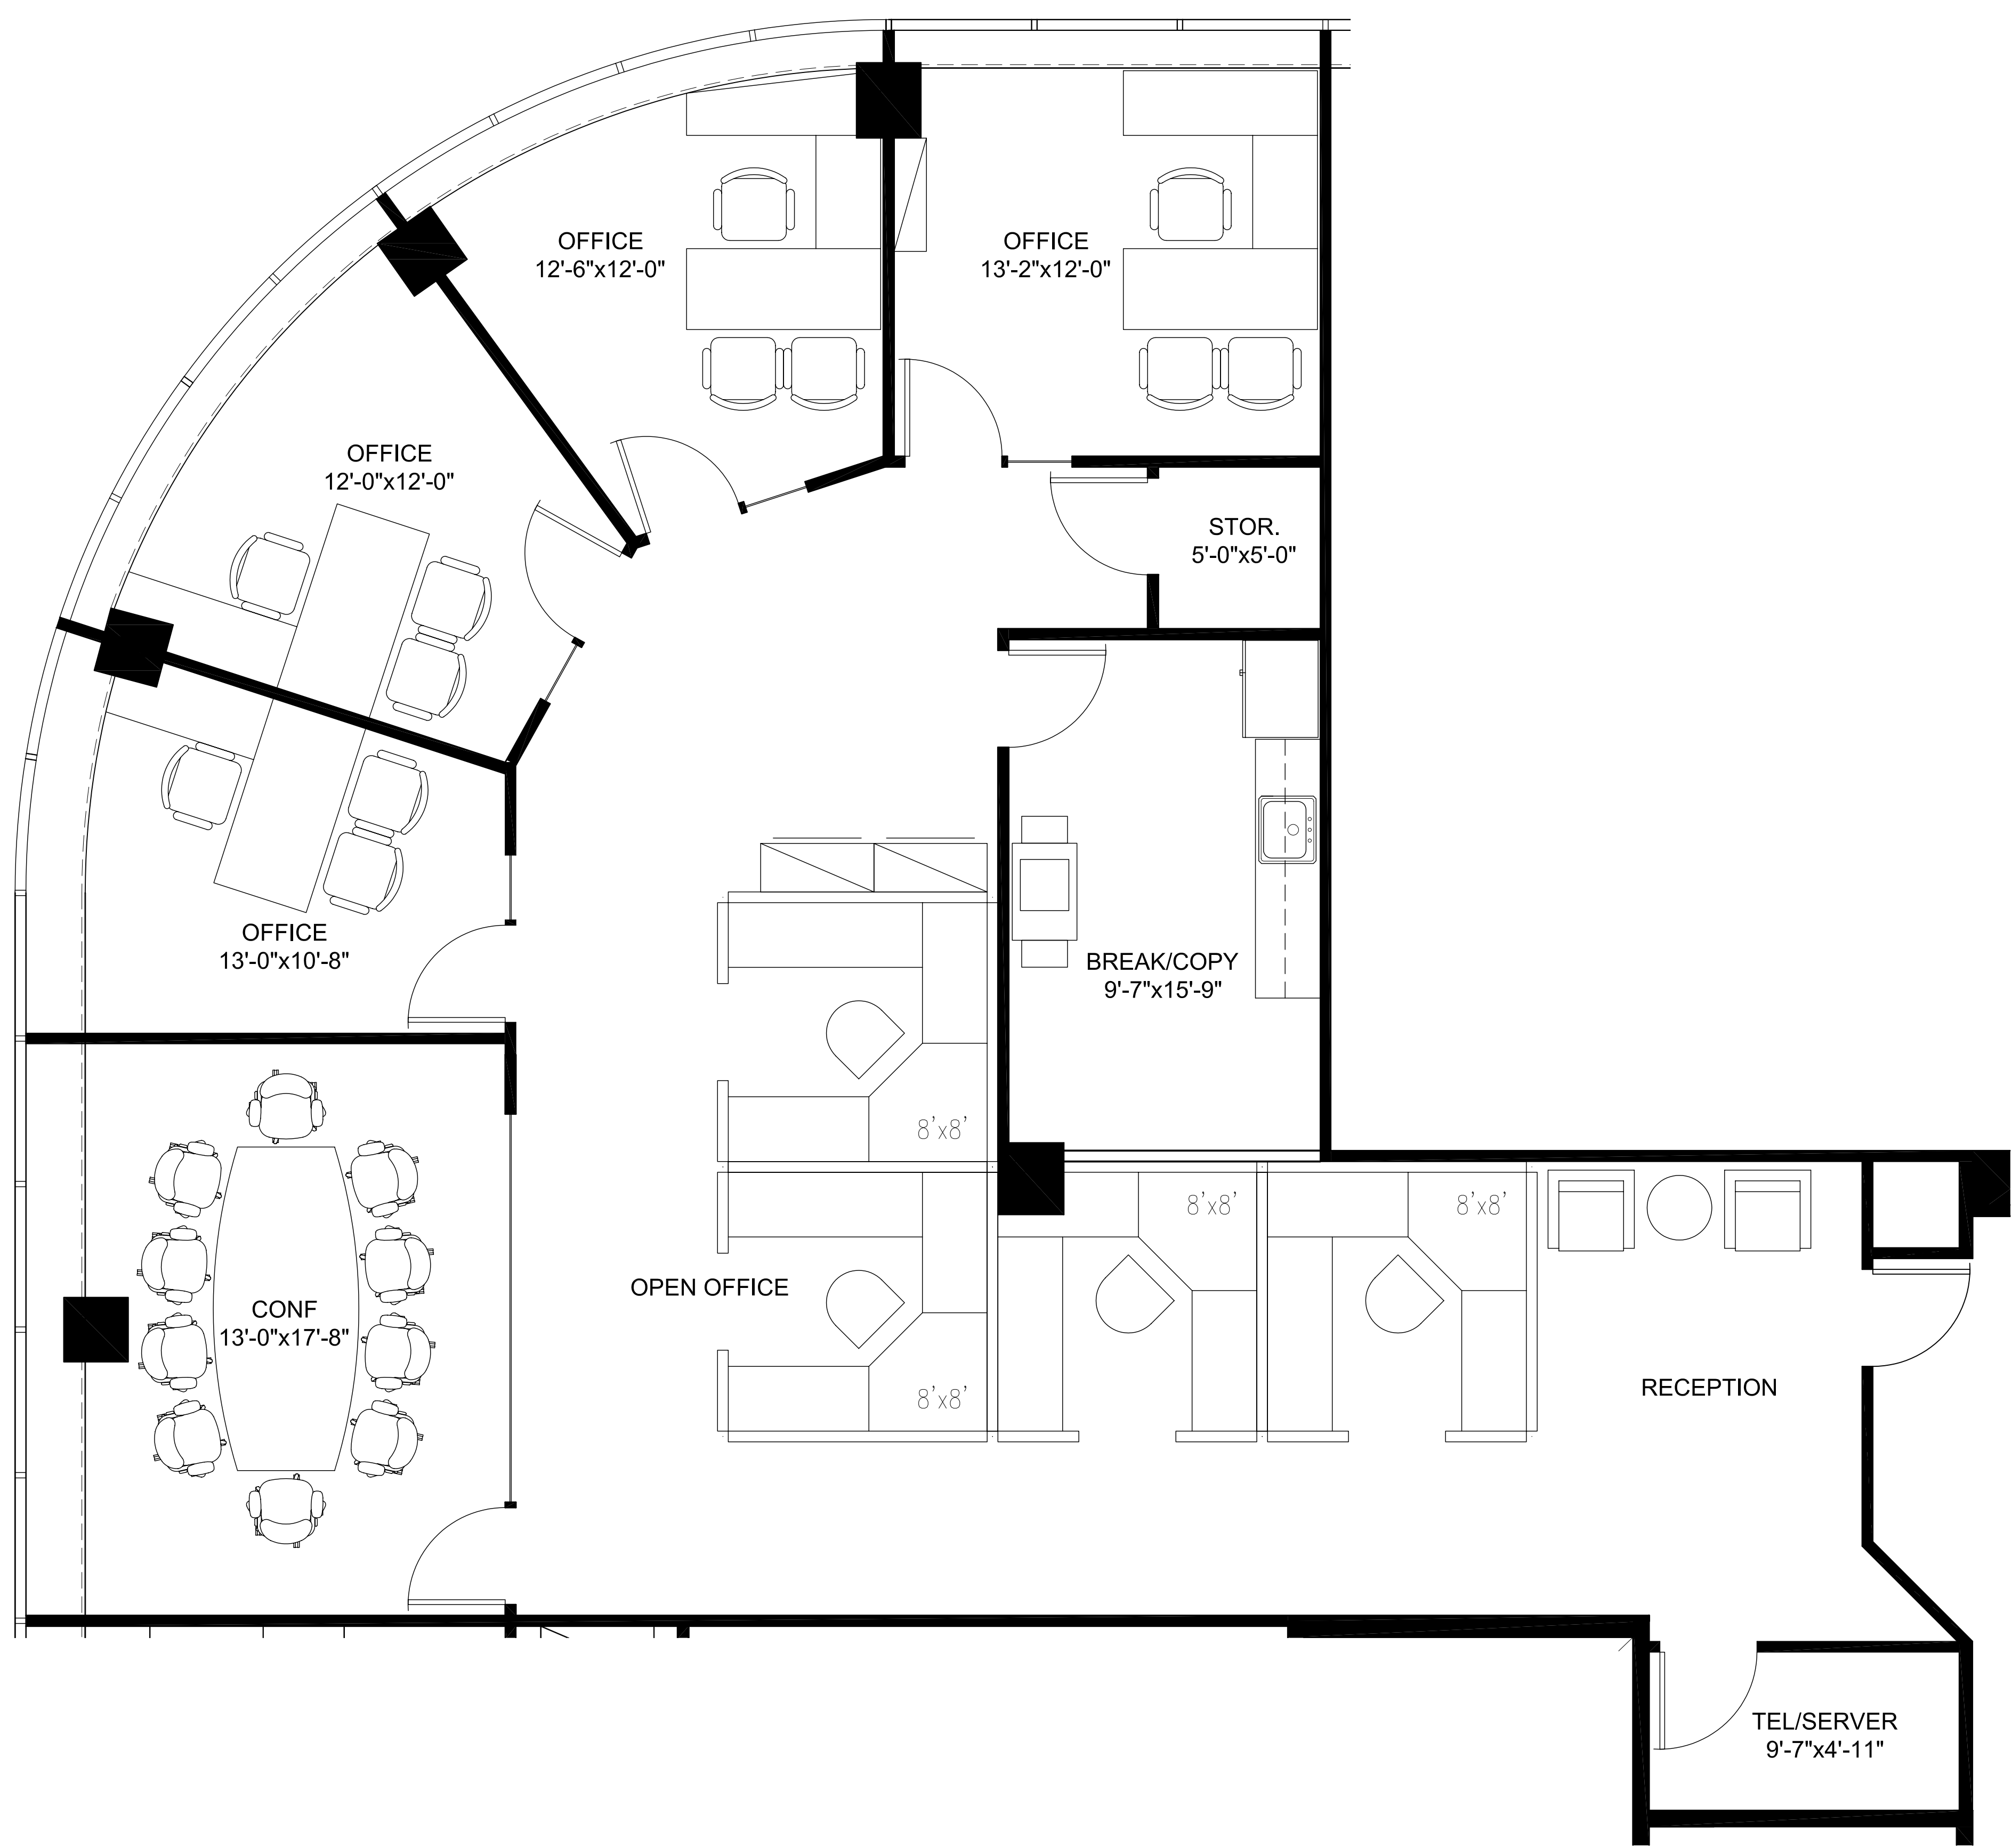 OFFICE
12'-6"x12'-0"
OFFICE
13'-2"x12'-0"
OFFICE
12'-0"x12'-0"
STOR.
5'-0"x5'-0"
OFFICE
13'-0"x10'-8"
BREAK/COPY
9'-7"x15'-9"
8'x8'
8'x8'
8'x8'
OPEN OFFICE
CONF
13'-0"x17'-8"
8'x8'
RECEPTION
TEL/SERVER
9'-7"x4'-11"